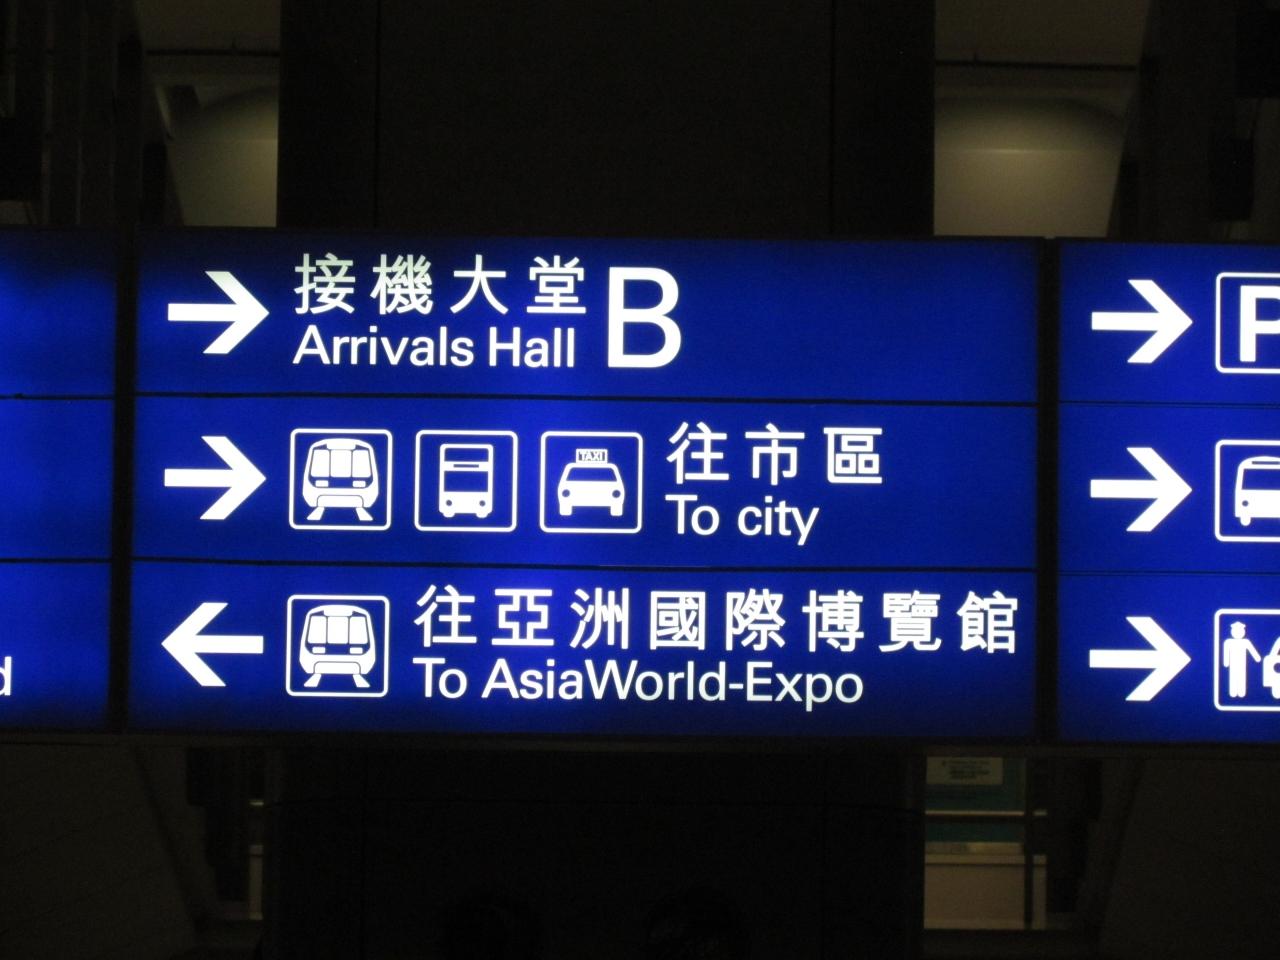 接機大堂
Arrivals Hall B
TAXI
往市區
To city
往亞洲國際博覽館
To AsiaWorld-Expo
P
d